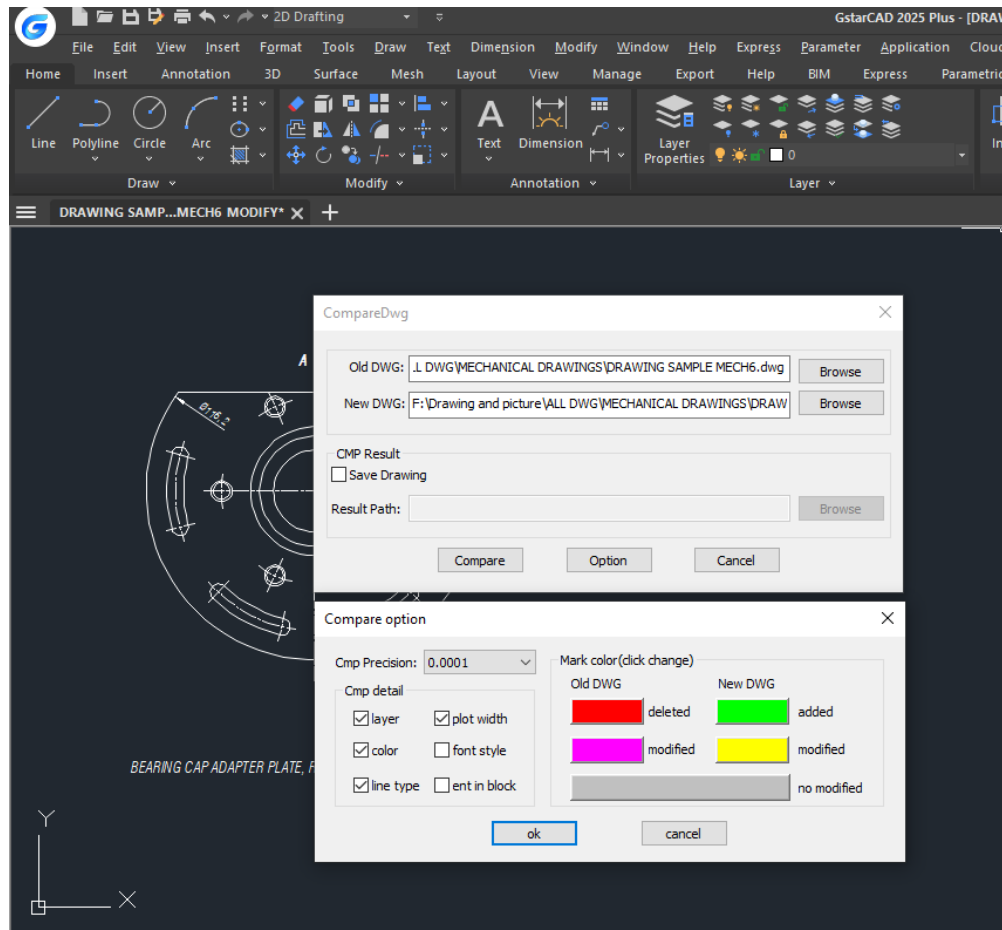 2D Drafting
GstarCAD 2025 Plus - [DRAW
File Edit View Insert Format Tools Draw Text Dimension Modify Window Help Express Parameter Application Cloud
Home Insert Annotation 3D Surface Mesh Layout View Manage Export Help BIM Express Parametric
Line Polyline Circle Arc Text Dimension Layer Properties 0 In
Draw Modify Annotation Layer
DRAWING SAMP...MECH6 MODIFY*
CompareDwg
A
Old DWG: .L DWG\MECHANICAL DRAWINGS\DRAWING SAMPLE MECH6.dwg Browse
New DWG: F:\Drawing and picture\ALL DWG\MECHANICAL DRAWINGS\DRAW Browse
Ø116,2
CMP Result
Save Drawing
Result Path: Browse
Compare Option Cancel
Compare option
Cmp Precision: 0.0001
Mark color(click change)
Old DWG New DWG
Cmp detail
layer plot width
deleted added
color font style
modified modified
line type ent in block
no modified
BEARING CAP ADAPTER PLATE, F
ok cancel
Y
X